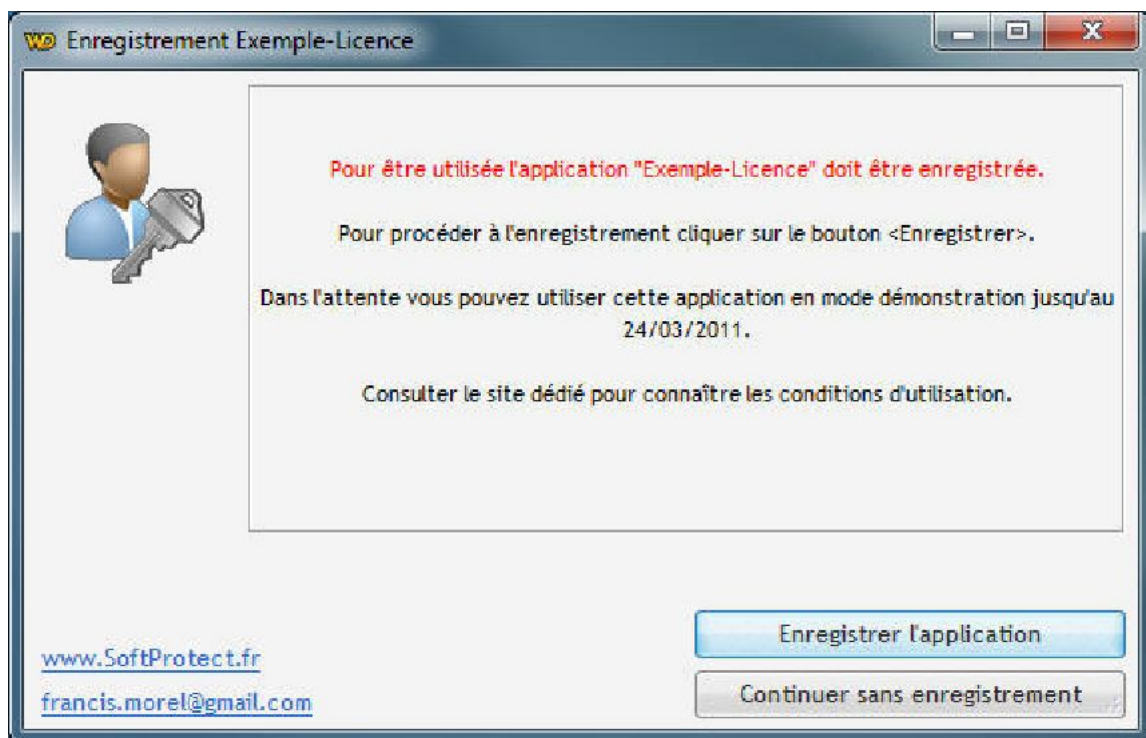 WD Enregistrement Exemple-Licence
Pour être utilisée l'application "Exemple-Licence" doit être enregistrée.
Pour procéder à l'enregistrement cliquer sur le bouton <Enregistrer>.
Dans l'attente vous pouvez utiliser cette application en mode démonstration jusqu'au
24/03/2011.
Consulter le site dédié pour connaître les conditions d'utilisation.
Enregistrer l'application
www.SoftProtect.fr
Continuer sans enregistrement
francis.morel@gmail.com